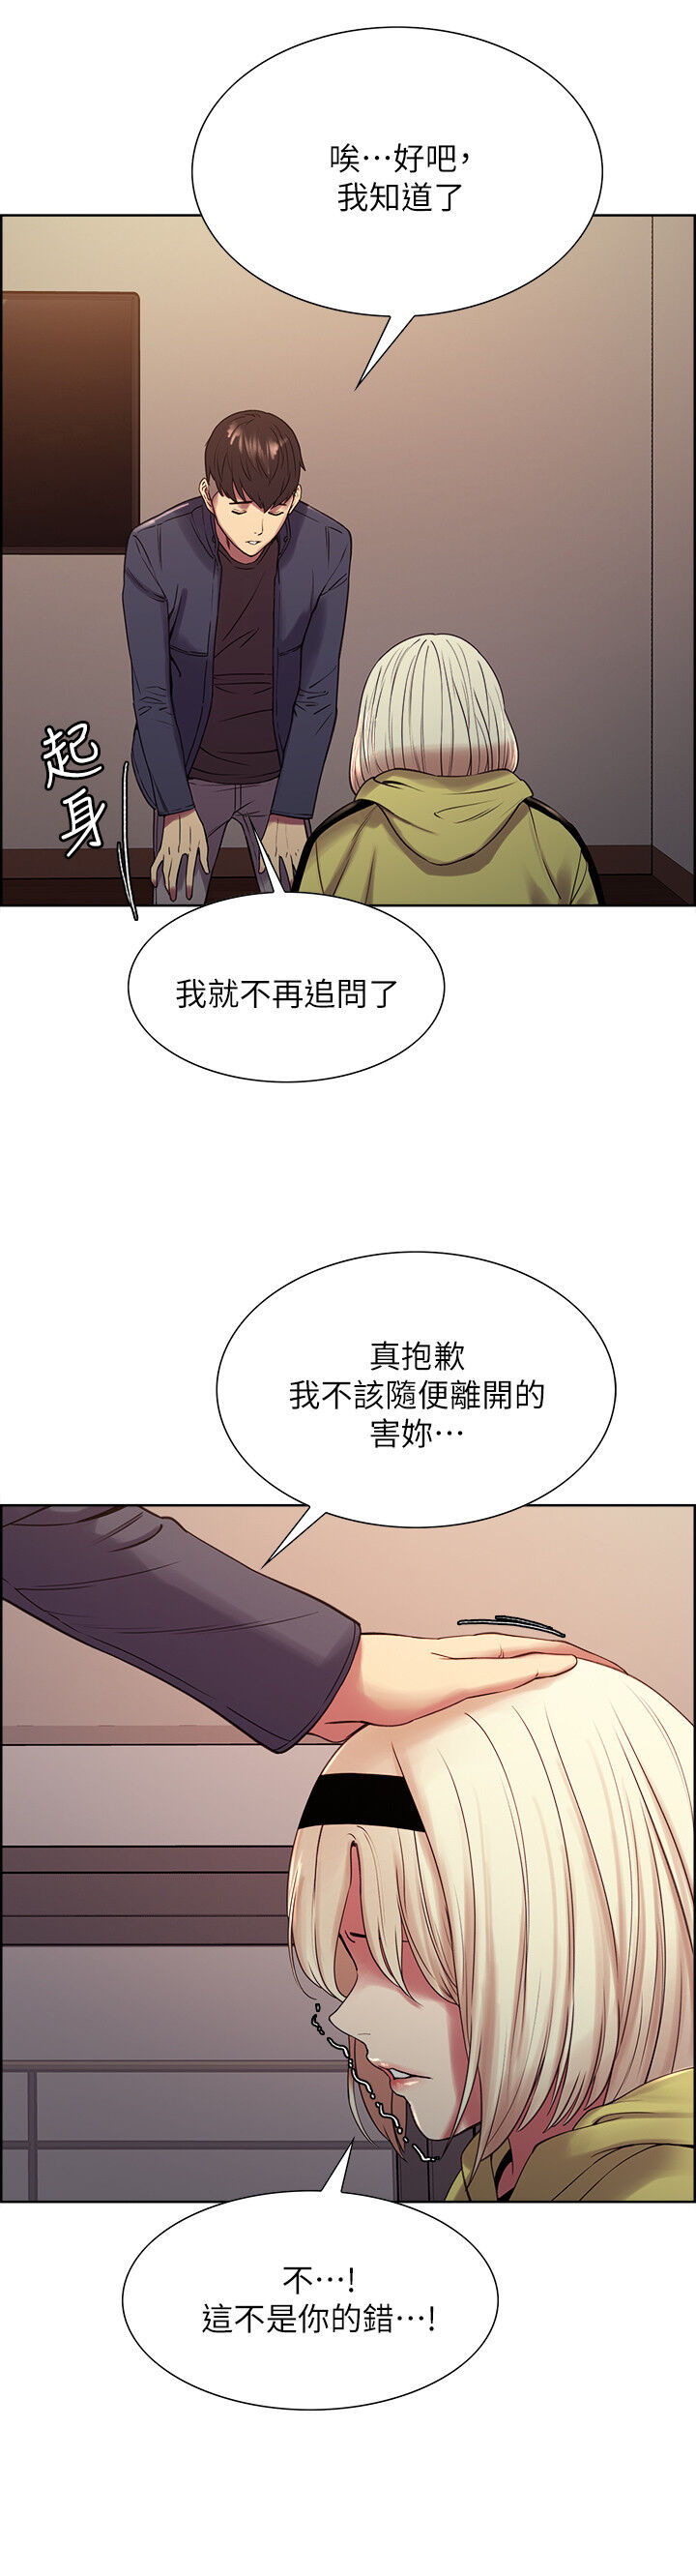 唉⋯好吧，
我知道了
起身
我就不再追問了
真抱歉
我不該隨便離開的
害妳⋯
不⋯!
這不是你的錯⋯!